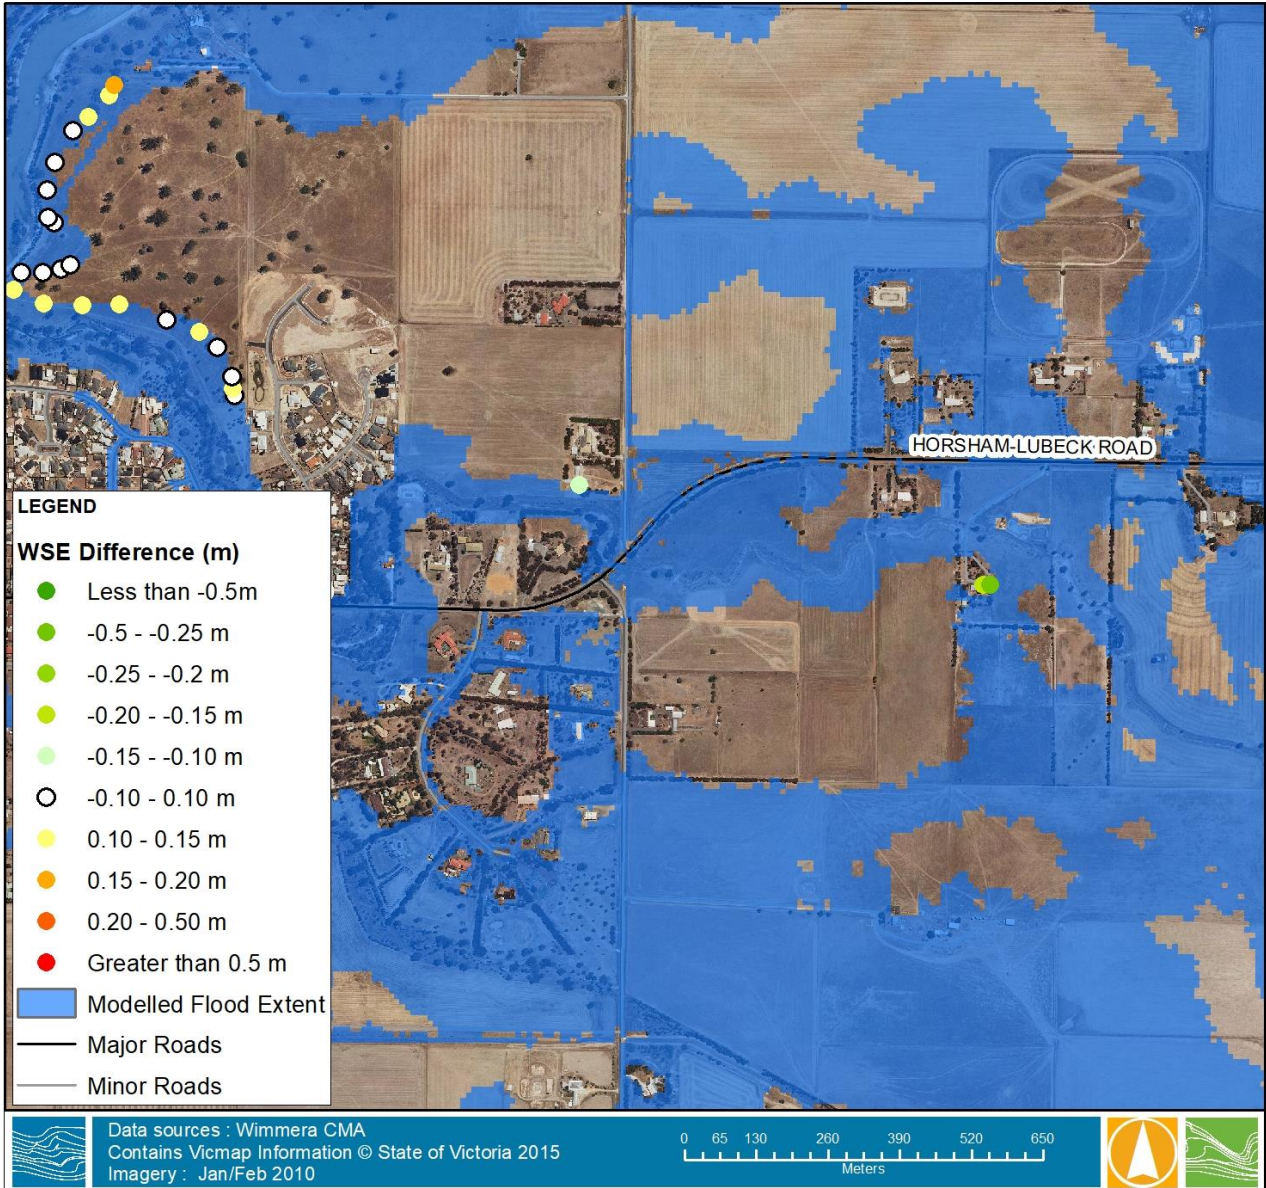 HORSHAM-LUBECK ROAD
LEGEND
WSE Difference (m)
Less than -0.5m
-0.5 - -0.25 m
-0.25 - -0.2 m
-0.20 - -0.15 m
-0.15 - -0.10 m
-0.10 - 0.10 m
0.10 - 0.15 m
0.15 - 0.20 m
0.20 - 0.50 m
Greater than 0.5 m
Modelled Flood Extent
Major Roads
Minor Roads
Data sources : Wimmera CMA
Contains Vicmap Information © State of Victoria 2015
Imagery : Jan/Feb 2010
0 65 130 260 390 520 650
Meters